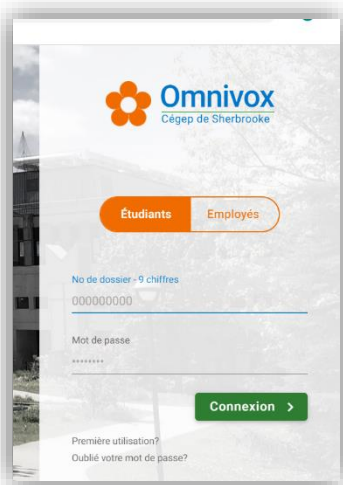 Omnivox
Cégep de Sherbrooke
Étudiants Employés
No de dossier - 9 chiffres
000000000
Mot de passe
········
Connexion >
Première utilisation?
Oublié votre mot de passe?